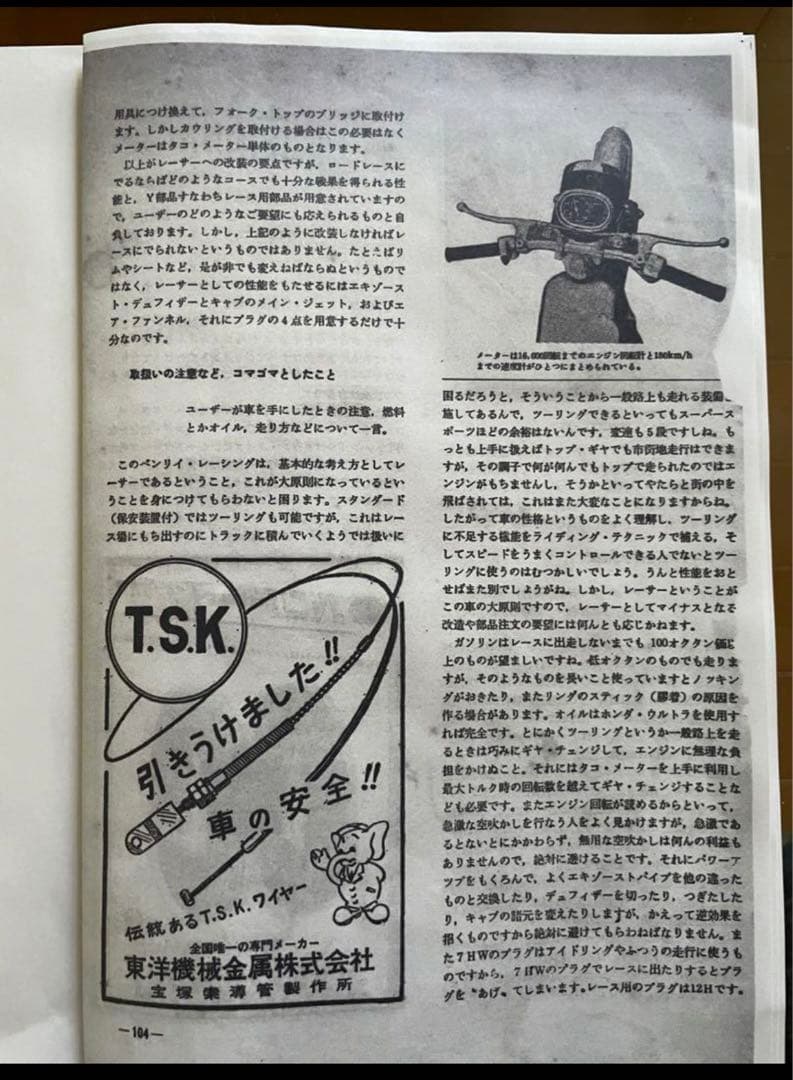 用具につけ換えて，フォーク・トップのブリッジに取付け
ます。しかしカウリングを取付ける場合はこの必要はなく
メーターはタコ・メーター単体のものとなります。
以上がレーサーへの改装の要点ですが，ロードレースに
でるならばどのようなコースでも十分な戦果を得られる性
能と，Y部品すなわちレース用部品が用意されていますの
で，ユーザーのどのようなご要望にも応えられるものと自
負しております。しかし，上記のように改装しなければレ
ースにでられないというものではありません。たとえばリ
ムやシートなど，是が非でも変えねばならぬというもので
はなく，レーサーとしての性能をもたせるにはエキゾース
ト・デュフィザーとキャブのメイン・ジェット，およびエ
ア・ファンネル，それにプラグの4点を用意するだけで十
分なのです。
取扱いの注意など，コマゴマとしたこと
ユーザーが車を手にしたときの注意，燃料
とかオイル，走り方などについて一言。
このベンリイ・レーシングは，基本的な考え方としてレ
ーサーであるということ，これが大原則になっているとい
うことを身につけてもらわないと困ります。スタンダード
（保安装置付）ではツーリングも可能ですが，これはレー
ス場にもち出すのにトラックに積んでいくようでは扱いに
T.S.K.
引きうけました!!
車の安全!!
伝統あるT.S.K.ワイヤー
全国唯一の専門メーカー
東洋機械金属株式会社
宝塚索導管製作所
—104—
メーターは16,000回転までのエンジン回転計と180km/h
までの速度計がひとつにまとめられている。
困るだろうと，そういうことから一般路上も走れる装備
施してあるんで，ツーリングできるといってもスーパース
ポーツほどの余裕はないんです。変速も5段ですしね。も
っとも上手に扱えばトップ・ギヤでも市街地走行はできま
すが，その調子で何が何んでもトップで走られたのではエ
ンジンがもちませんし，そうかといってやたらと街の中を
飛ばされては，これはまた大変なことになりますからね。
したがって車の性格というものをよく理解し，ツーリング
に不足する機能をライディング・テクニックで補える，そ
してスピードをうまくコントロールできる人でないとツー
リングに使うのはむつかしいでしょう。うんと性能をおと
せばまた別でしょうがね。しかし，レーサーということが
この車の大原則ですので，レーサーとしてマイナスとなる
改造や部品注文の要望には何んとも応じかねます。
ガソリンはレースに出走しないまでも100オクタン価以
上のものが望ましいですね。低オクタンのものでも走りま
すが，そのようなものを長いこと使っていますとノッキン
グがおきたり，またリングのスティック（膠着）の原因を
作る場合があります。オイルはホンダ・ウルトラを使用す
れば完全です。とにかくツーリングというか一般路上を走
るときは巧みにギヤ・チェンジして，エンジンに無理な負
担をかけぬこと。それにはタコ・メーターを上手に利用し
最大トルク時の回転数を越えてギヤ・チェンジすることな
ども必要です。またエンジン回転が読めるからといって，
急激な空吹かしを行なう人をよく見かけますが，急激であ
るとないとにかかわらず，無用な空吹かしは何んの利益も
ありませんので，絶対に避けることです。それにパワーア
ップをもくろんで，よくエキゾーストパイプを他の違った
ものと交換したり，デュフィザーを切ったり，つぎたした
り，キャブの諸元を変えたりしますが，かえって逆効果を
招くものですから絶対に避けてもらわねばなりません。ま
た7HWのプラグはアイドリングやふつうの走行に使うも
のですから，7HWのプラグでレースに出たりするとプラ
グを〝あげ〟てしまいます。レース用のプラグは12Hです。